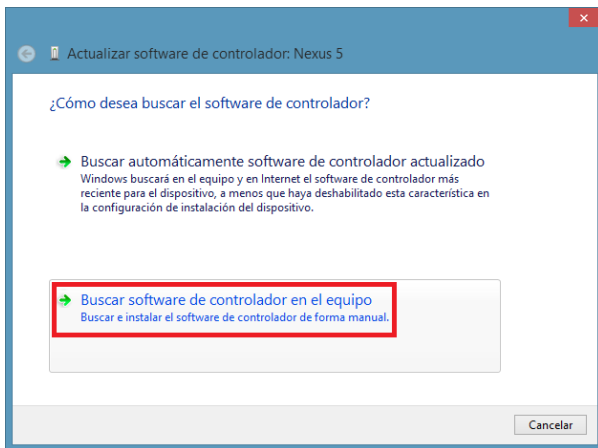 Actualizar software de controlador: Nexus 5
¿Cómo desea buscar el software de controlador?
Buscar automáticamente software de controlador actualizado
Windows buscará en el equipo y en Internet el software de controlador más
reciente para el dispositivo, a menos que haya deshabilitado esta característica en
la configuración de instalación del dispositivo.
Buscar software de controlador en el equipo
Buscar e instalar el software de controlador de forma manual.
Cancelar